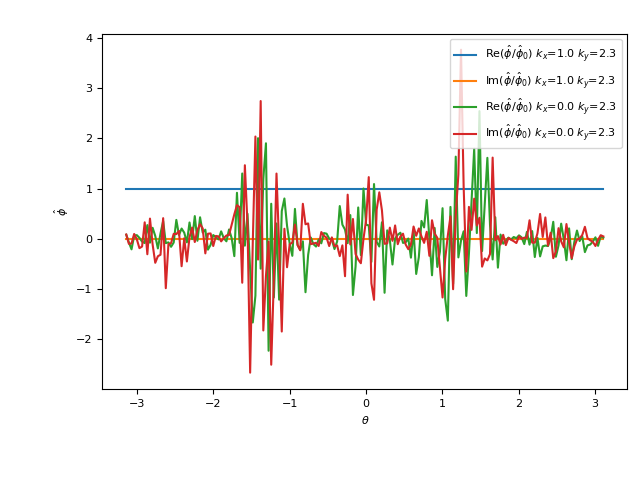 4
3
2
1
0
−1
−2
−3
−2
−1
0
1
2
3
θ
ϕ̂
Re(ϕ̂/ϕ̂₀) kₓ=1.0 k_y=2.3
Im(ϕ̂/ϕ̂₀) kₓ=1.0 k_y=2.3
Re(ϕ̂/ϕ̂₀) kₓ=0.0 k_y=2.3
Im(ϕ̂/ϕ̂₀) kₓ=0.0 k_y=2.3